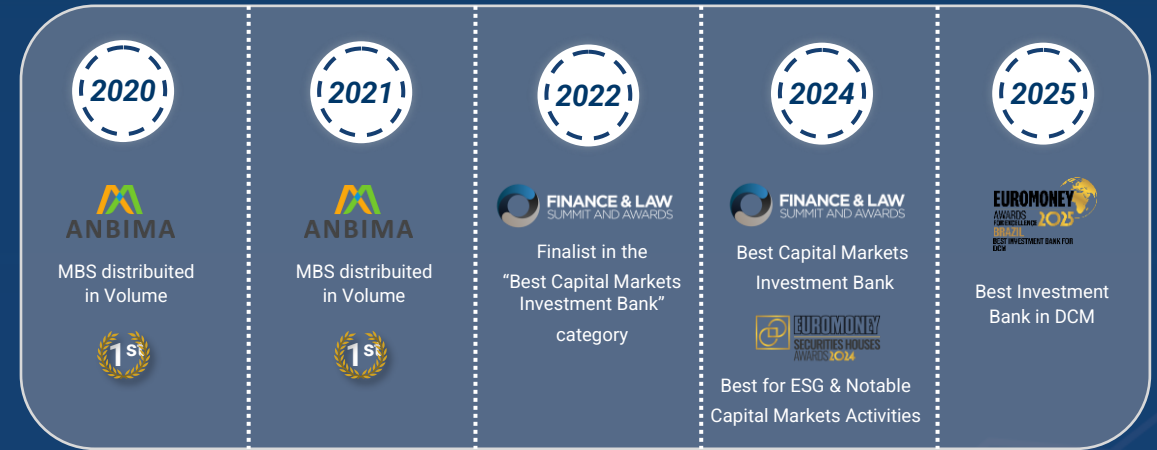 2020
ANBIMA
MBS distribuited
in Volume
1st
2021
ANBIMA
MBS distribuited
in Volume
1st
2022
FINANCE & LAW
SUMMIT AND AWARDS
Finalist in the
“Best Capital Markets
Investment Bank”
category
2024
FINANCE & LAW
SUMMIT AND AWARDS
Best Capital Markets
Investment Bank
EUROMONEY
SECURITIES HOUSES
AWARDS 2024
Best for ESG & Notable
Capital Markets Activities
2025
EUROMONEY
AWARDS
FOR EXCELLENCE 2025
BRAZIL
BEST INVESTMENT BANK FOR
DCM
Best Investment
Bank in DCM